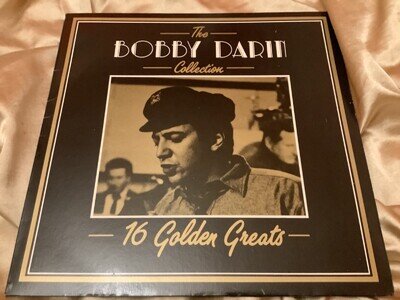 The
BOBBY DARIN
Collection
16 Golden Greats